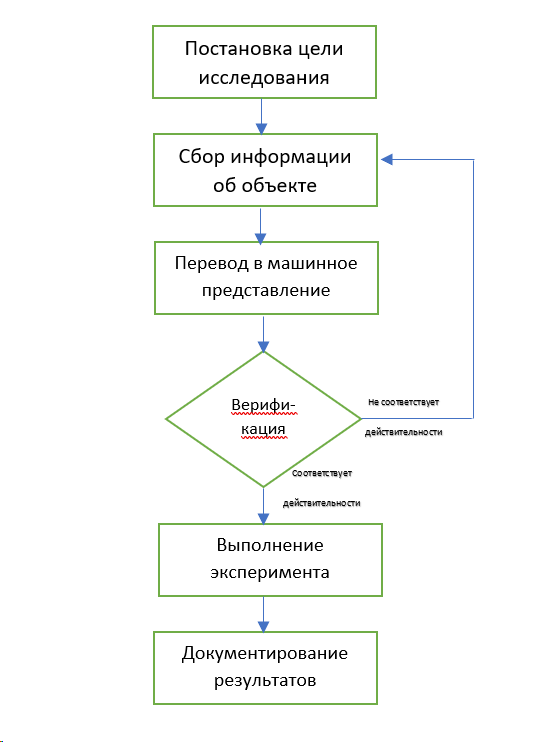 Постановка цели
исследования
Сбор информации
об объекте
Перевод в машинное
представление
Верифи-
кация
Не соответствует
действительности
Соответствует
действительности
Выполнение
эксперимента
Документирование
результатов